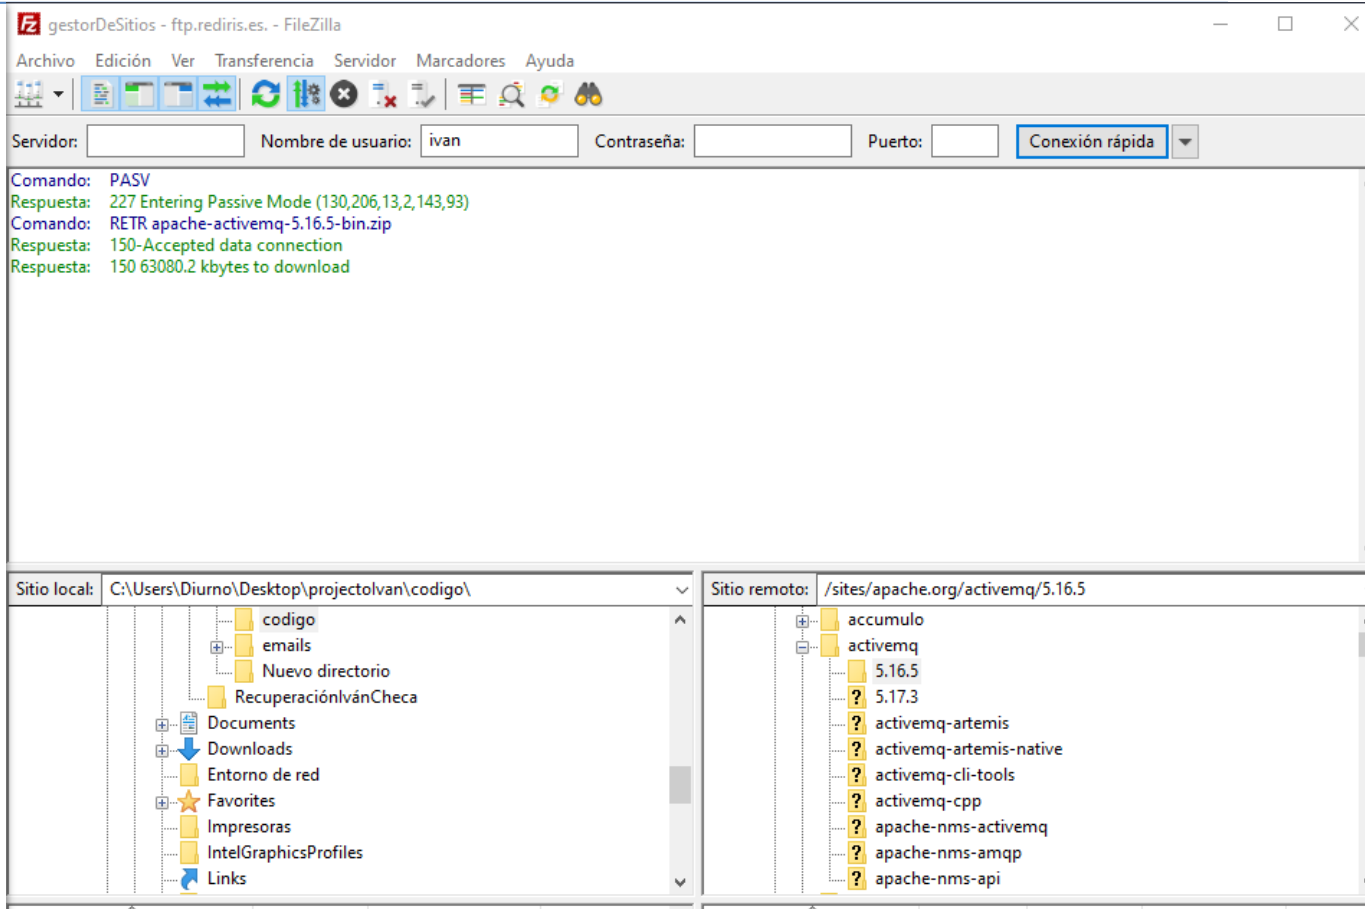 gestorDeSitios - ftp.rediris.es. - FileZilla
Archivo Edición Ver Transferencia Servidor Marcadores Ayuda
Servidor: Nombre de usuario: ivan Contraseña: Puerto: Conexión rápida
Comando: PASV
Respuesta: 227 Entering Passive Mode (130,206,13,2,143,93)
Comando: RETR apache-activemq-5.16.5-bin.zip
Respuesta: 150-Accepted data connection
Respuesta: 150 63080.2 kbytes to download
Sitio local: C:\Users\Diurno\Desktop\projectoIvan\codigo\
codigo
emails
Nuevo directorio
RecuperaciónIvánCheca
Documents
Downloads
Entorno de red
Favorites
Impresoras
IntelGraphicsProfiles
Links
Sitio remoto: /sites/apache.org/activemq/5.16.5
accumulo
activemq
5.16.5
5.17.3
activemq-artemis
activemq-artemis-native
activemq-cli-tools
activemq-cpp
apache-nms-activemq
apache-nms-amqp
apache-nms-api